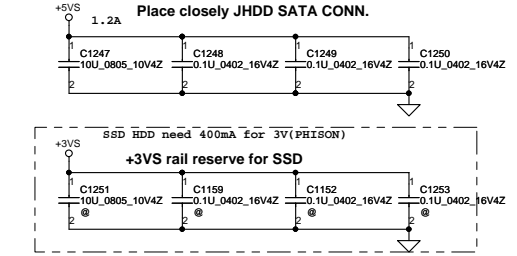 +5VS
1.2A
Place closely JHDD SATA CONN.
1 1 1 1
C1247 C1248 C1249 C1250
10U_0805_10V4Z 0.1U_0402_16V4Z 0.1U_0402_16V4Z 0.1U_0402_16V4Z
2 2 2 2
SSD HDD need 400mA for 3V(PHISON)
+3VS
+3VS rail reserve for SSD
1 1 1 1
C1251 C1159 C1152 C1253
10U_0805_10V4Z 0.1U_0402_16V4Z 0.1U_0402_16V4Z 0.1U_0402_16V4Z
@ @ @ @
2 2 2 2